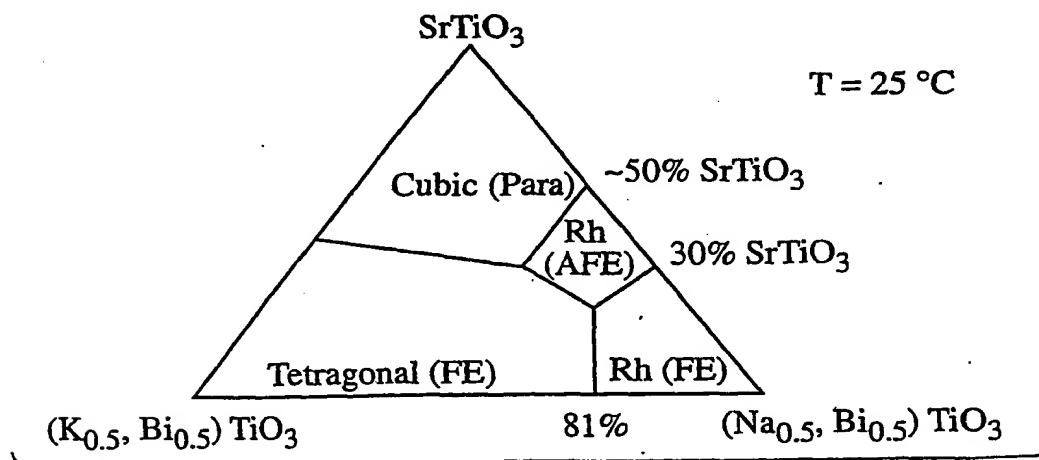 SrTiO₃
T = 25 °C
Cubic (Para)
~50% SrTiO₃
Rh
(AFE)
30% SrTiO₃
Tetragonal (FE)
Rh (FE)
(K₀.₅, Bi₀.₅) TiO₃
81%
(Na₀.₅, Bi₀.₅) TiO₃